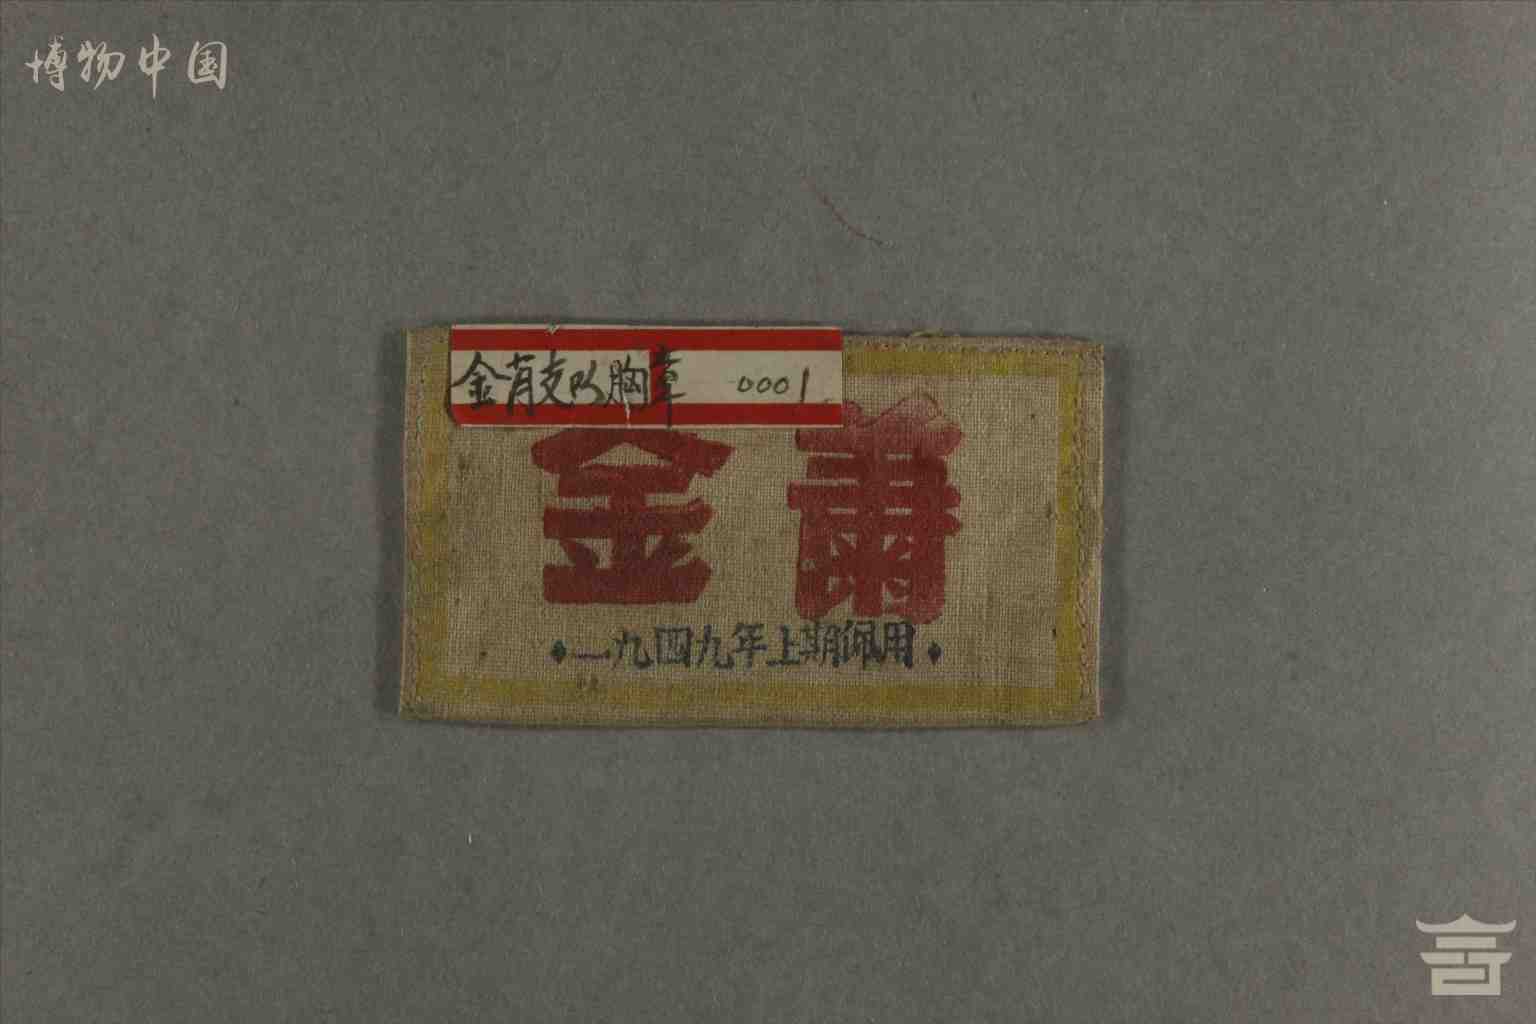 博物中国
金肖支队胸章 0001
金萧
一九四九年上期佩用